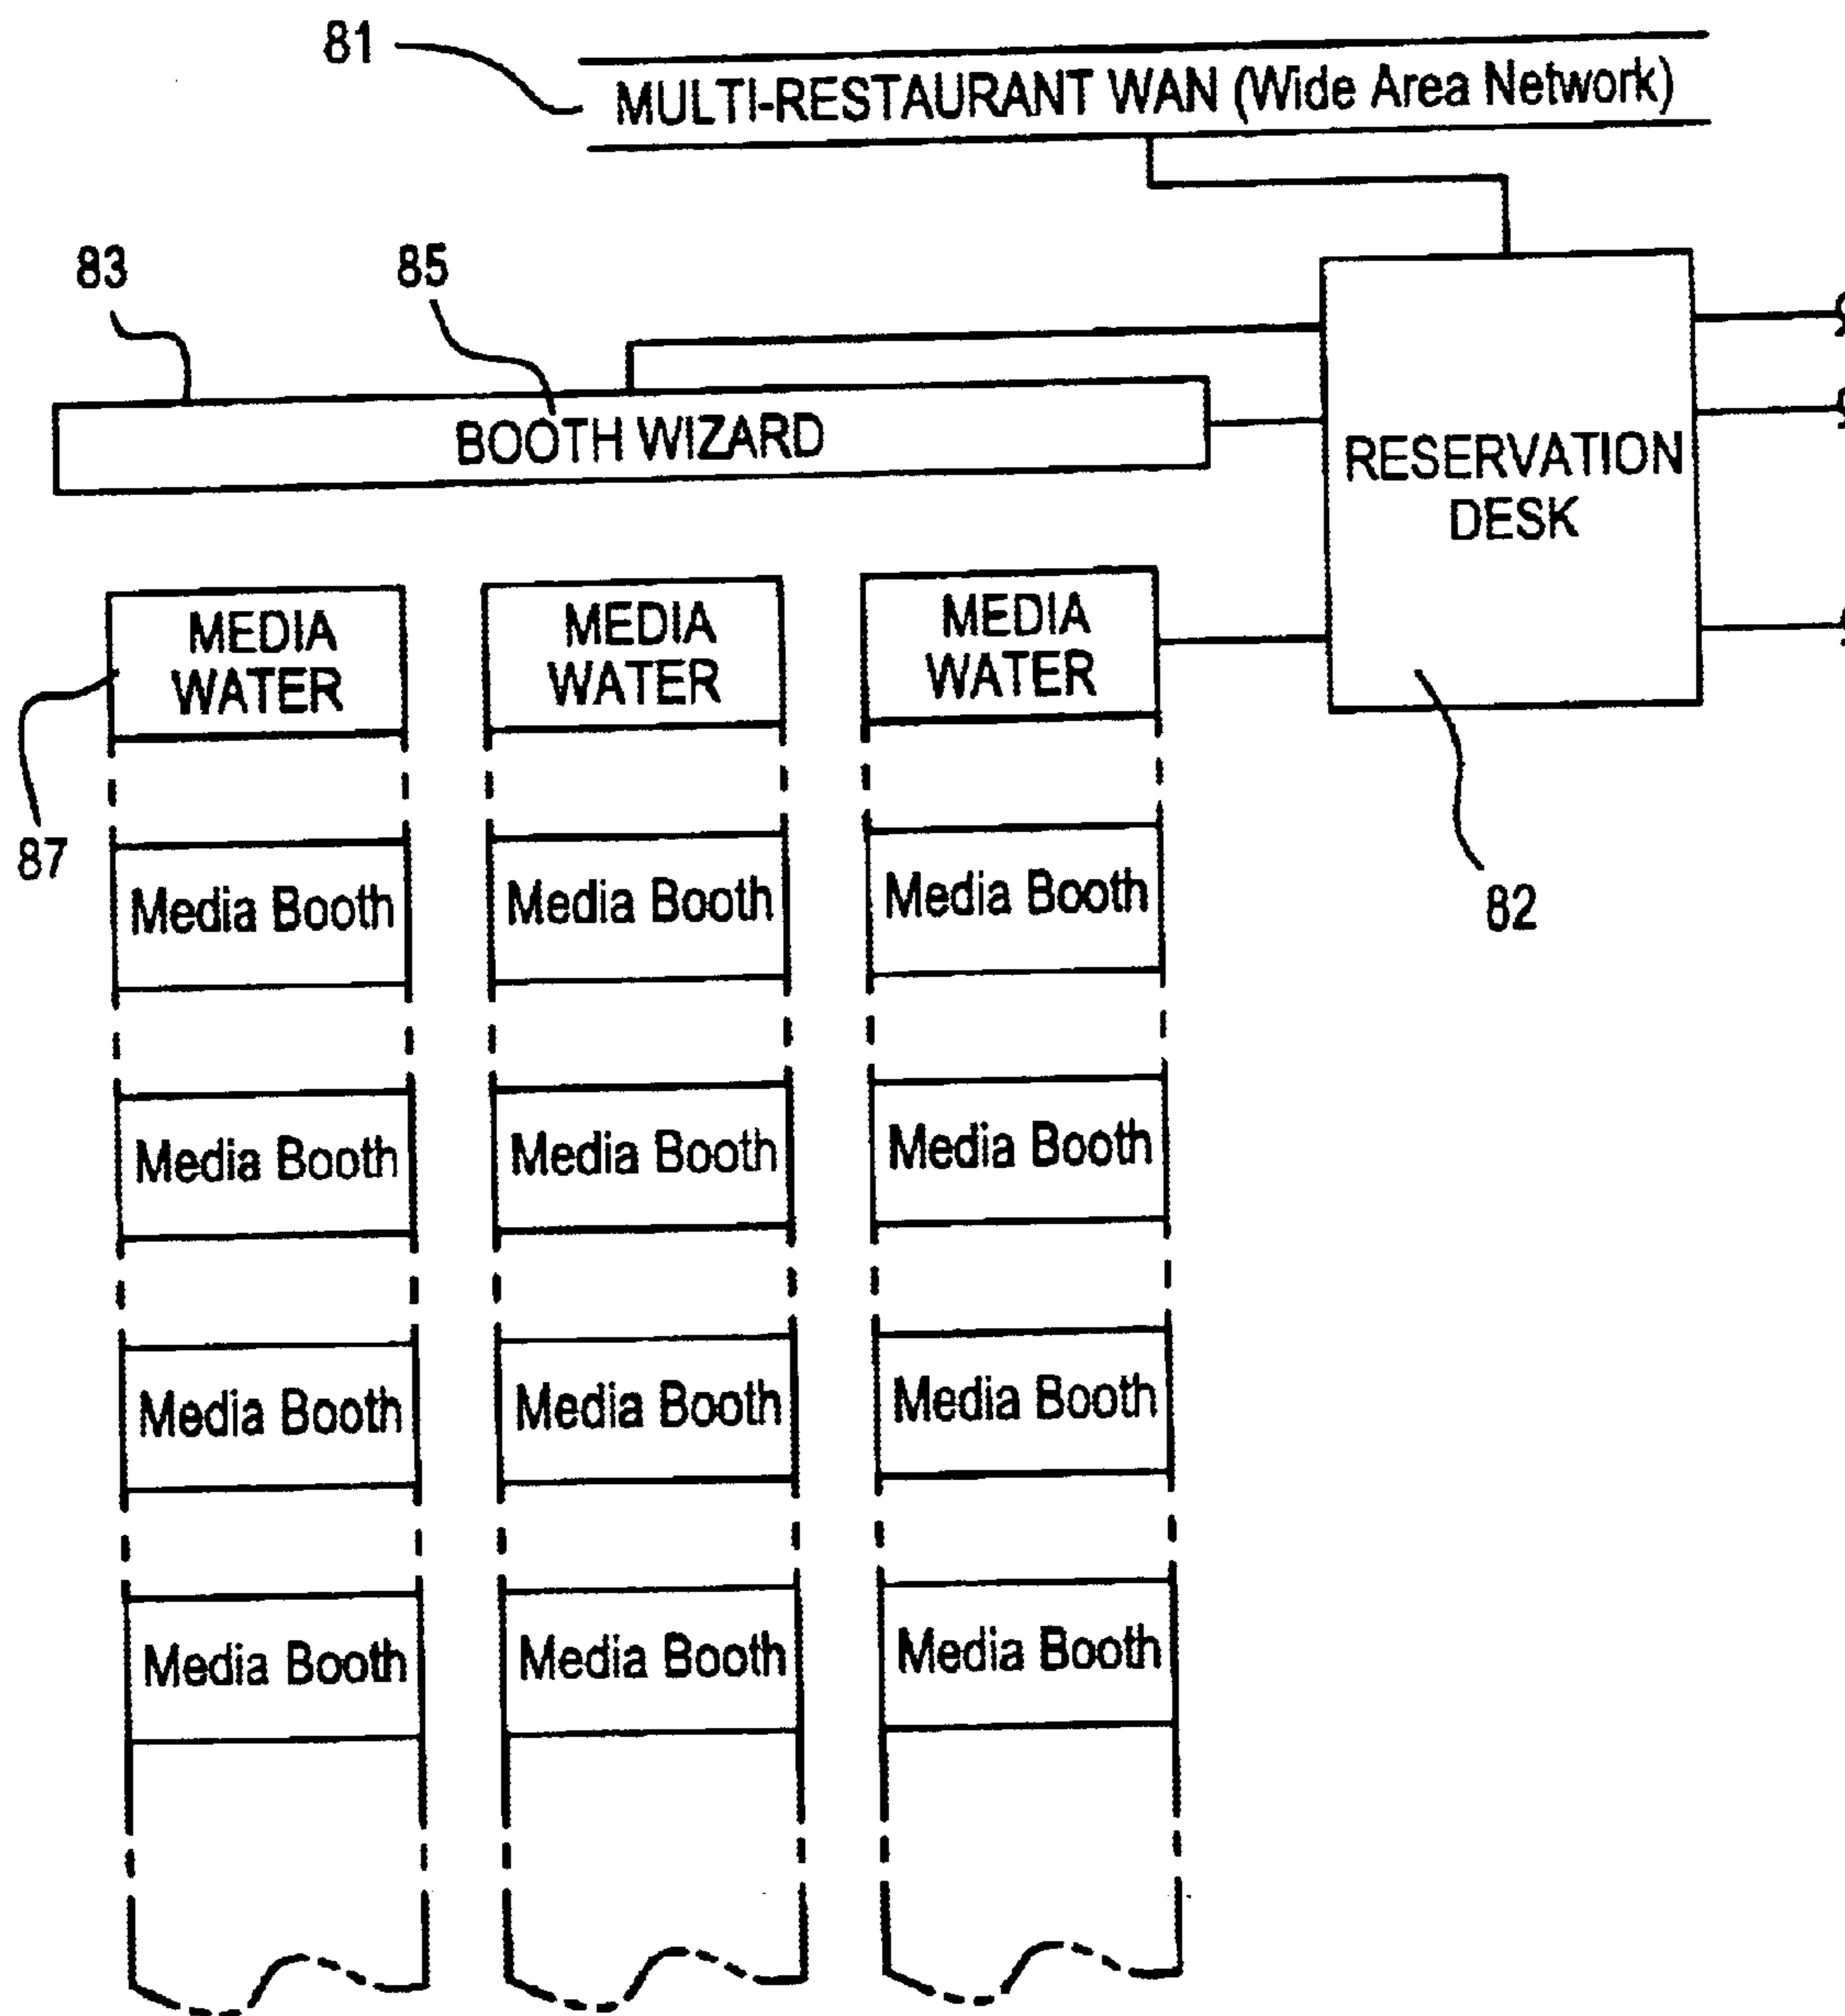 81
MULTI-RESTAURANT WAN (Wide Area Network)
83
85
BOOTH WIZARD
RESERVATION
DESK
MEDIA
WATER
MEDIA
WATER
MEDIA
WATER
87
82
Media Booth
Media Booth
Media Booth
Media Booth
Media Booth
Media Booth
Media Booth
Media Booth
Media Booth
Media Booth
Media Booth
Media Booth